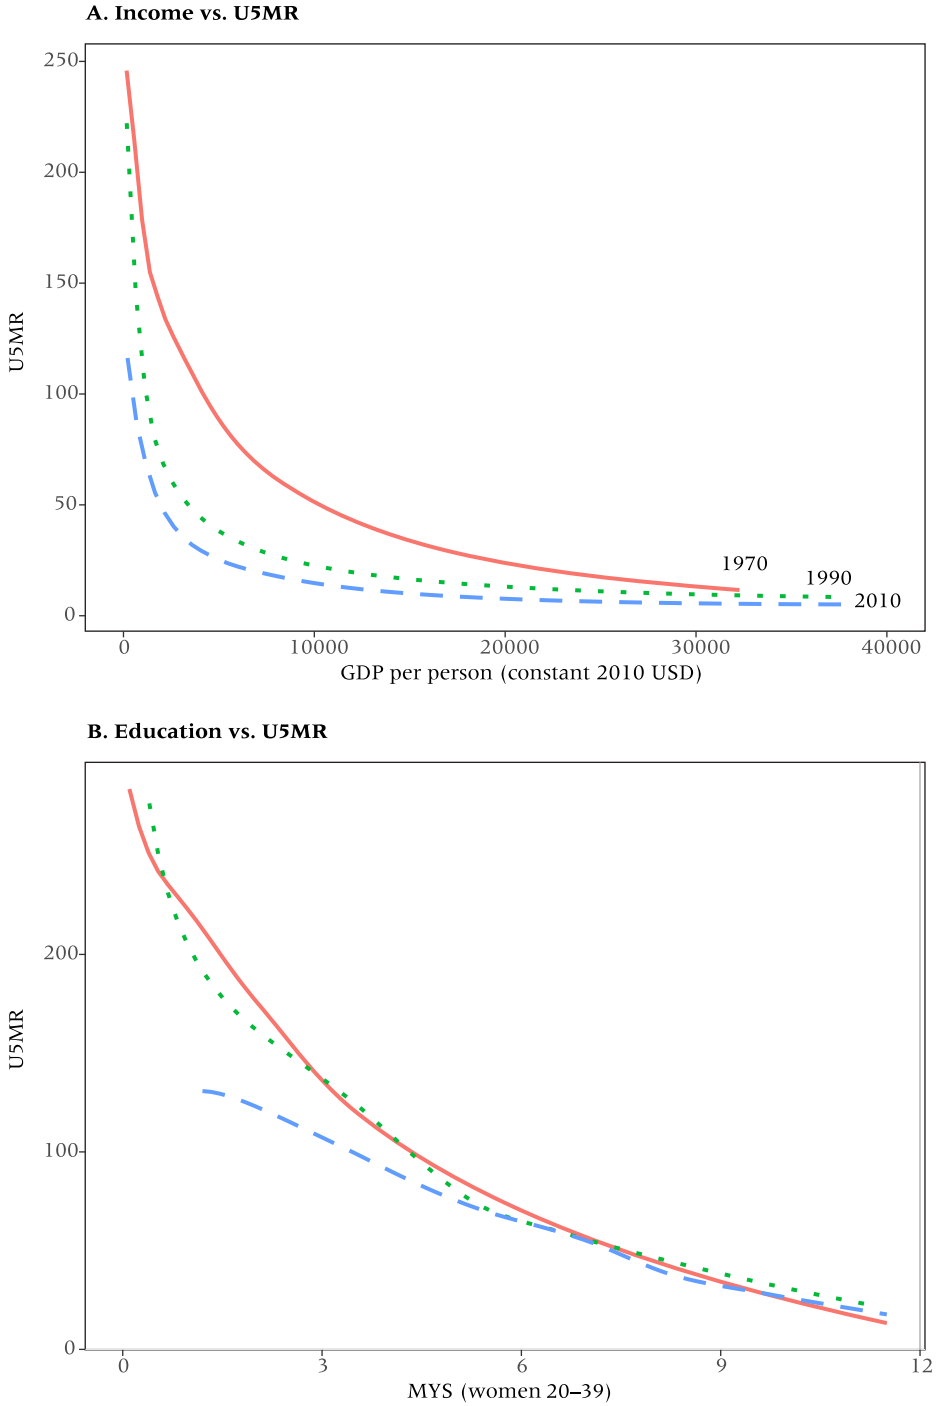 A. Income vs. U5MR
250
200
150
100
50
0
U5MR
1970
1990
2010
0 10000 20000 30000 40000
GDP per person (constant 2010 USD)
B. Education vs. U5MR
200
100
0
U5MR
0 3 6 9 12
MYS (women 20–39)